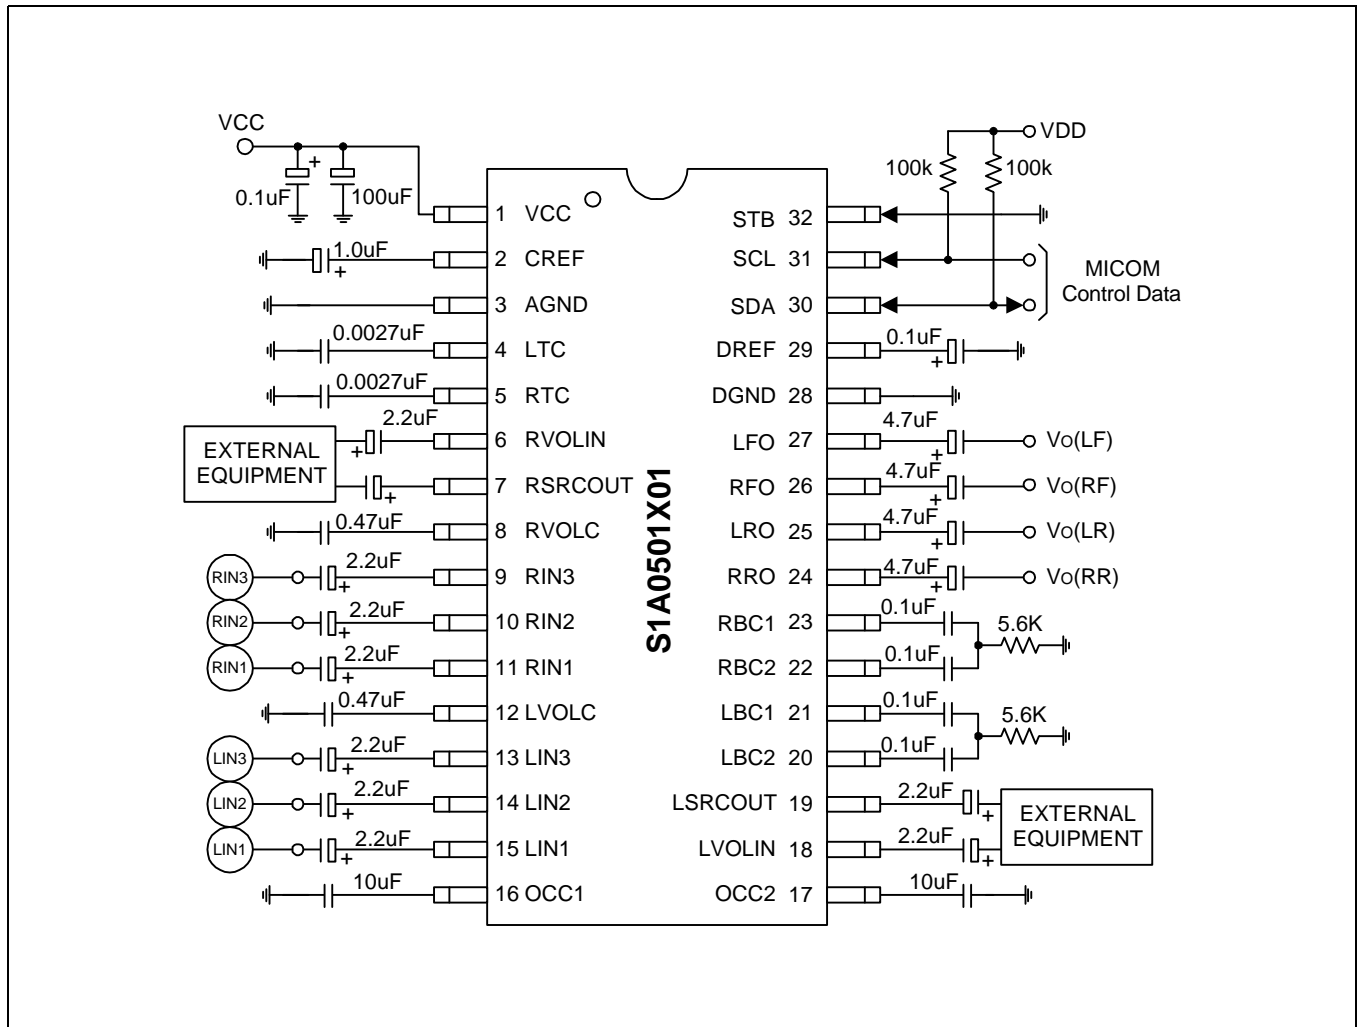 VCC
0.1uF
+
100uF
1 VCC
1.0uF
+
2 CREF
3 AGND
0.0027uF
4 LTC
0.0027uF
5 RTC
EXTERNAL
EQUIPMENT
2.2uF
+
6 RVOLIN
+
7 RSRCOUT
0.47uF
8 RVOLC
RIN3
2.2uF
+
9 RIN3
RIN2
2.2uF
+
10 RIN2
RIN1
2.2uF
+
11 RIN1
0.47uF
12 LVOLC
LIN3
2.2uF
+
13 LIN3
LIN2
2.2uF
+
14 LIN2
LIN1
2.2uF
+
15 LIN1
10uF
16 OCC1
S1A0501X01
VDD
100k
100k
STB 32
SCL 31
SDA 30
MICOM
Control Data
DREF 29
0.1uF
+
DGND 28
LFO 27
4.7uF
+
Vo(LF)
RFO 26
4.7uF
+
Vo(RF)
LRO 25
4.7uF
+
Vo(LR)
RRO 24
4.7uF
+
Vo(RR)
RBC1 23
0.1uF
5.6K
RBC2 22
0.1uF
LBC1 21
0.1uF
5.6K
LBC2 20
0.1uF
LSRCOUT 19
2.2uF
+
LVOLIN 18
2.2uF
+
EXTERNAL
EQUIPMENT
OCC2 17
10uF